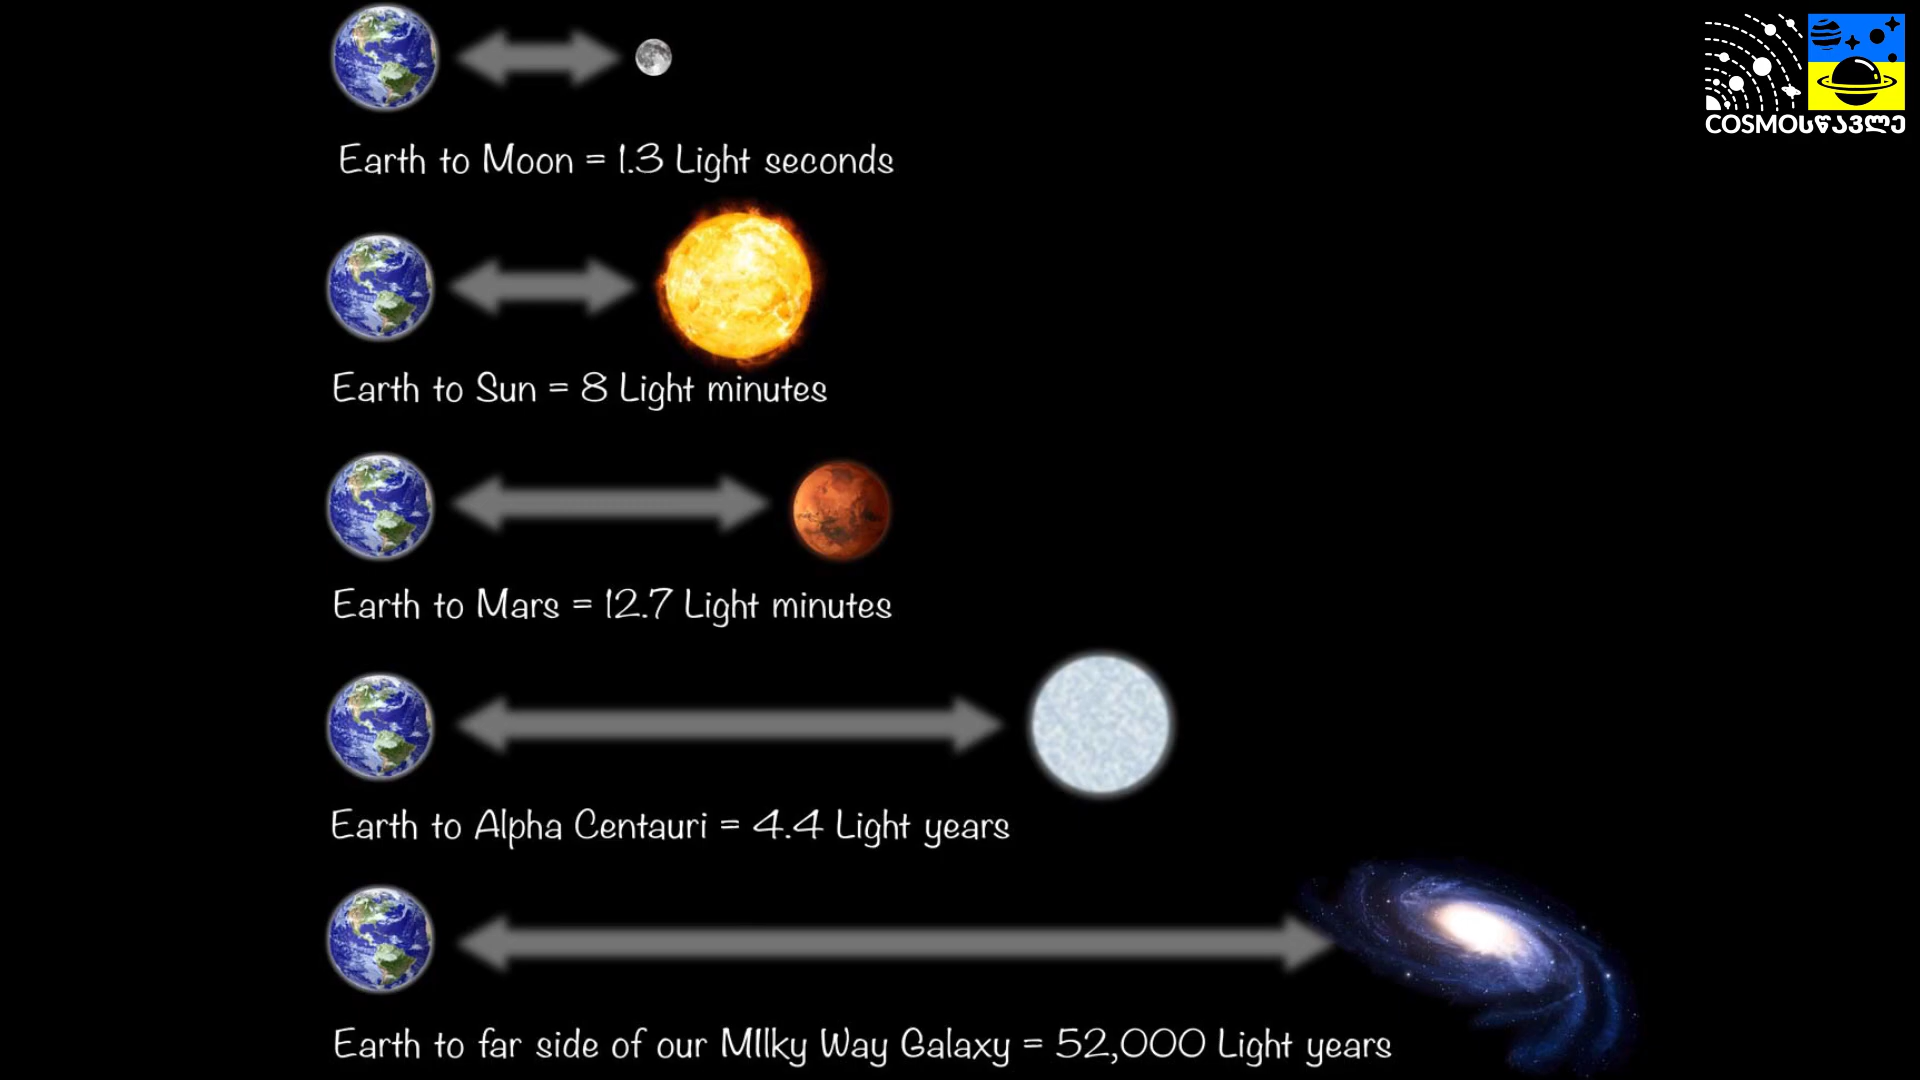 COSMOსწავლე
Earth to Moon = 1.3 Light seconds
Earth to Sun = 8 Light minutes
Earth to Mars = 12.7 Light minutes
Earth to Alpha Centauri = 4.4 Light years
Earth to far side of our MIlky Way Galaxy = 52,000 Light years